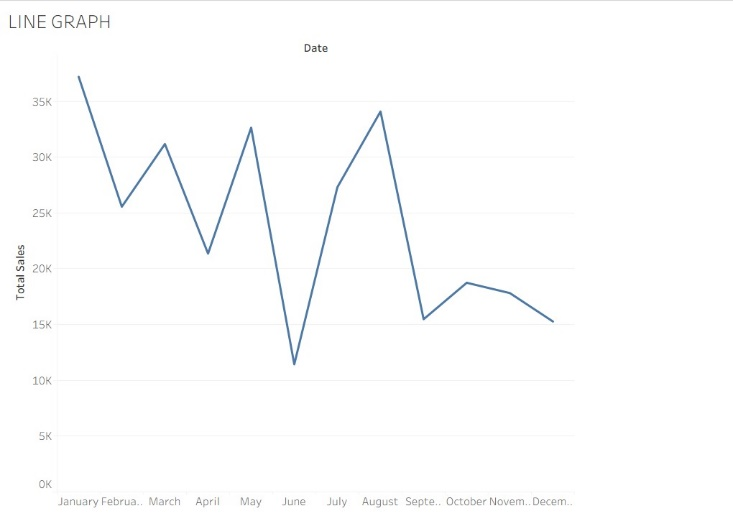 LINE GRAPH
Date
Total Sales
35K
30K
25K
20K
15K
10K
5K
0K
January Februa.. March April May June July August Septe.. October Novem.. Decem..